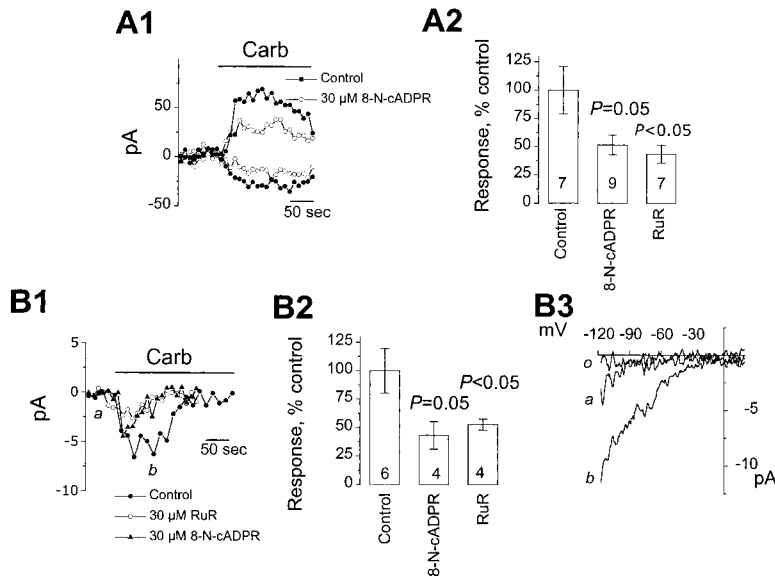 A1
Carb
Control
30 µM 8-N-cADPR
50
0
-50
pA
50 sec
A2
Response, % control
125
100
75
50
25
0
P=0.05
P<0.05
7
9
7
Control
8-N-cADPR
RuR
B1
Carb
0
-5
-10
pA
a
b
50 sec
Control
30 µM RuR
30 µM 8-N-cADPR
B2
Response, % control
125
100
75
50
25
0
P=0.05
P<0.05
6
4
4
Control
8-N-cADPR
RuR
B3
mV
-120 -90 -60 -30
o
a
b
-5
-10
pA